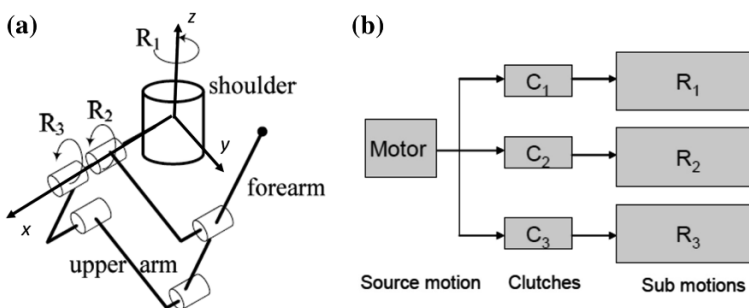 (a)
z
R1
shoulder
R3
R2
y
forearm
x
upper arm
(b)
C1
R1
Motor
C2
R2
C3
R3
Source motion Clutches Sub motions